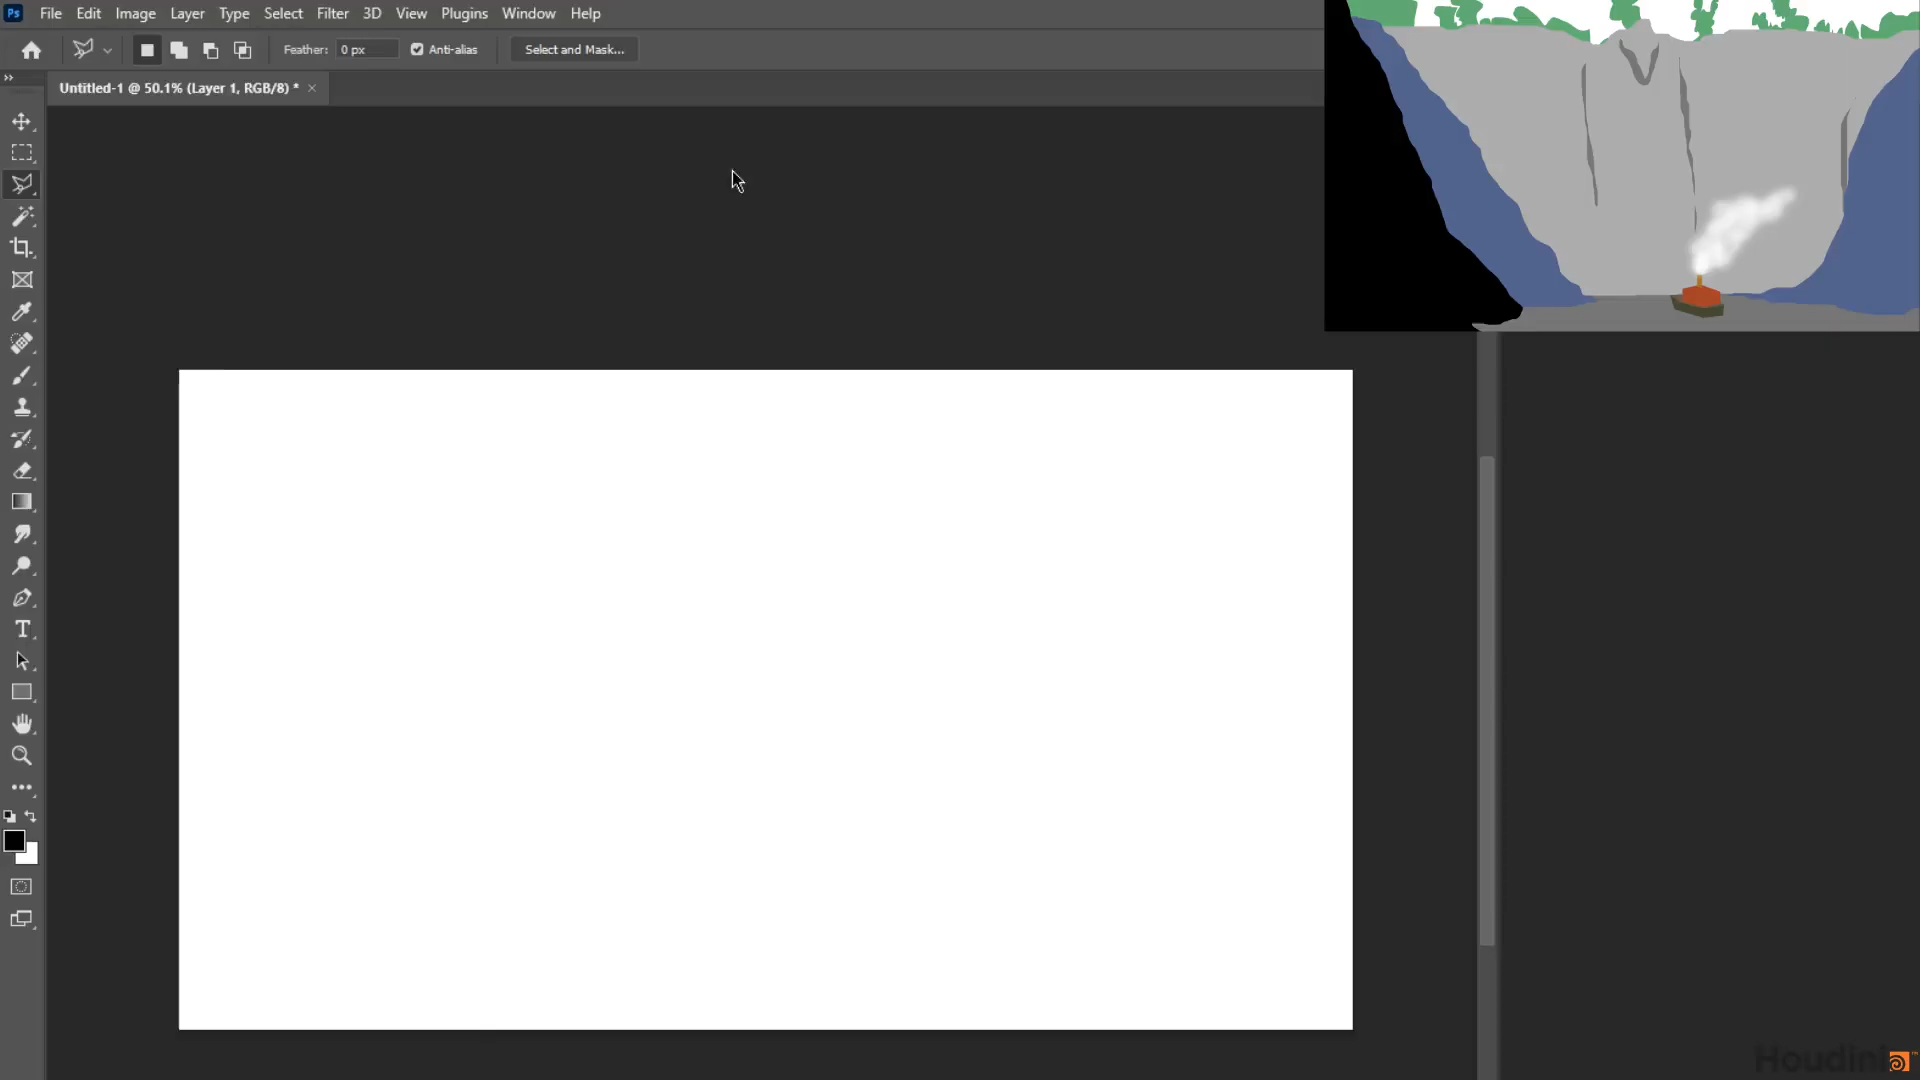 Ps File Edit Image Layer Type Select Filter 3D View Plugins Window Help
Feather: 0 px Anti-alias Select and Mask...
Untitled-1 @ 50.1% (Layer 1, RGB/8) * ×
T
Houdini